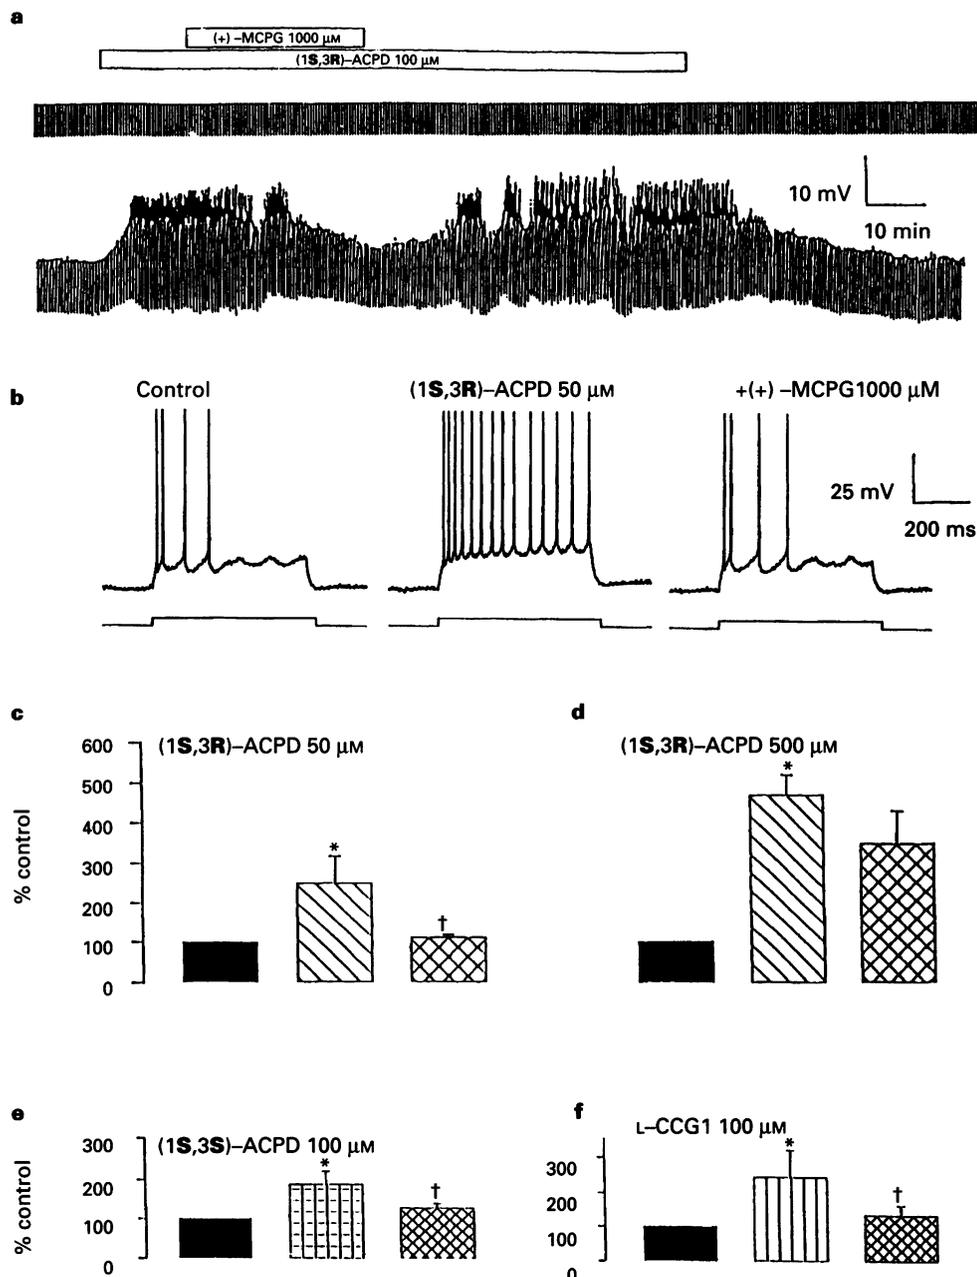 a
(+) –MCPG 1000 μM
(1S,3R)–ACPD 100 μM
10 mV
10 min
b
Control
(1S,3R)–ACPD 50 μM
+(+) –MCPG1000 μM
25 mV
200 ms
c
d
(1S,3R)–ACPD 50 μM
(1S,3R)–ACPD 500 μM
% control
600
500
400
300
200
100
0
*
†
*
e
f
(1S,3S)–ACPD 100 μM
L–CCG1 100 μM
% control
300
200
100
0
*
†
300
200
100
0
*
†